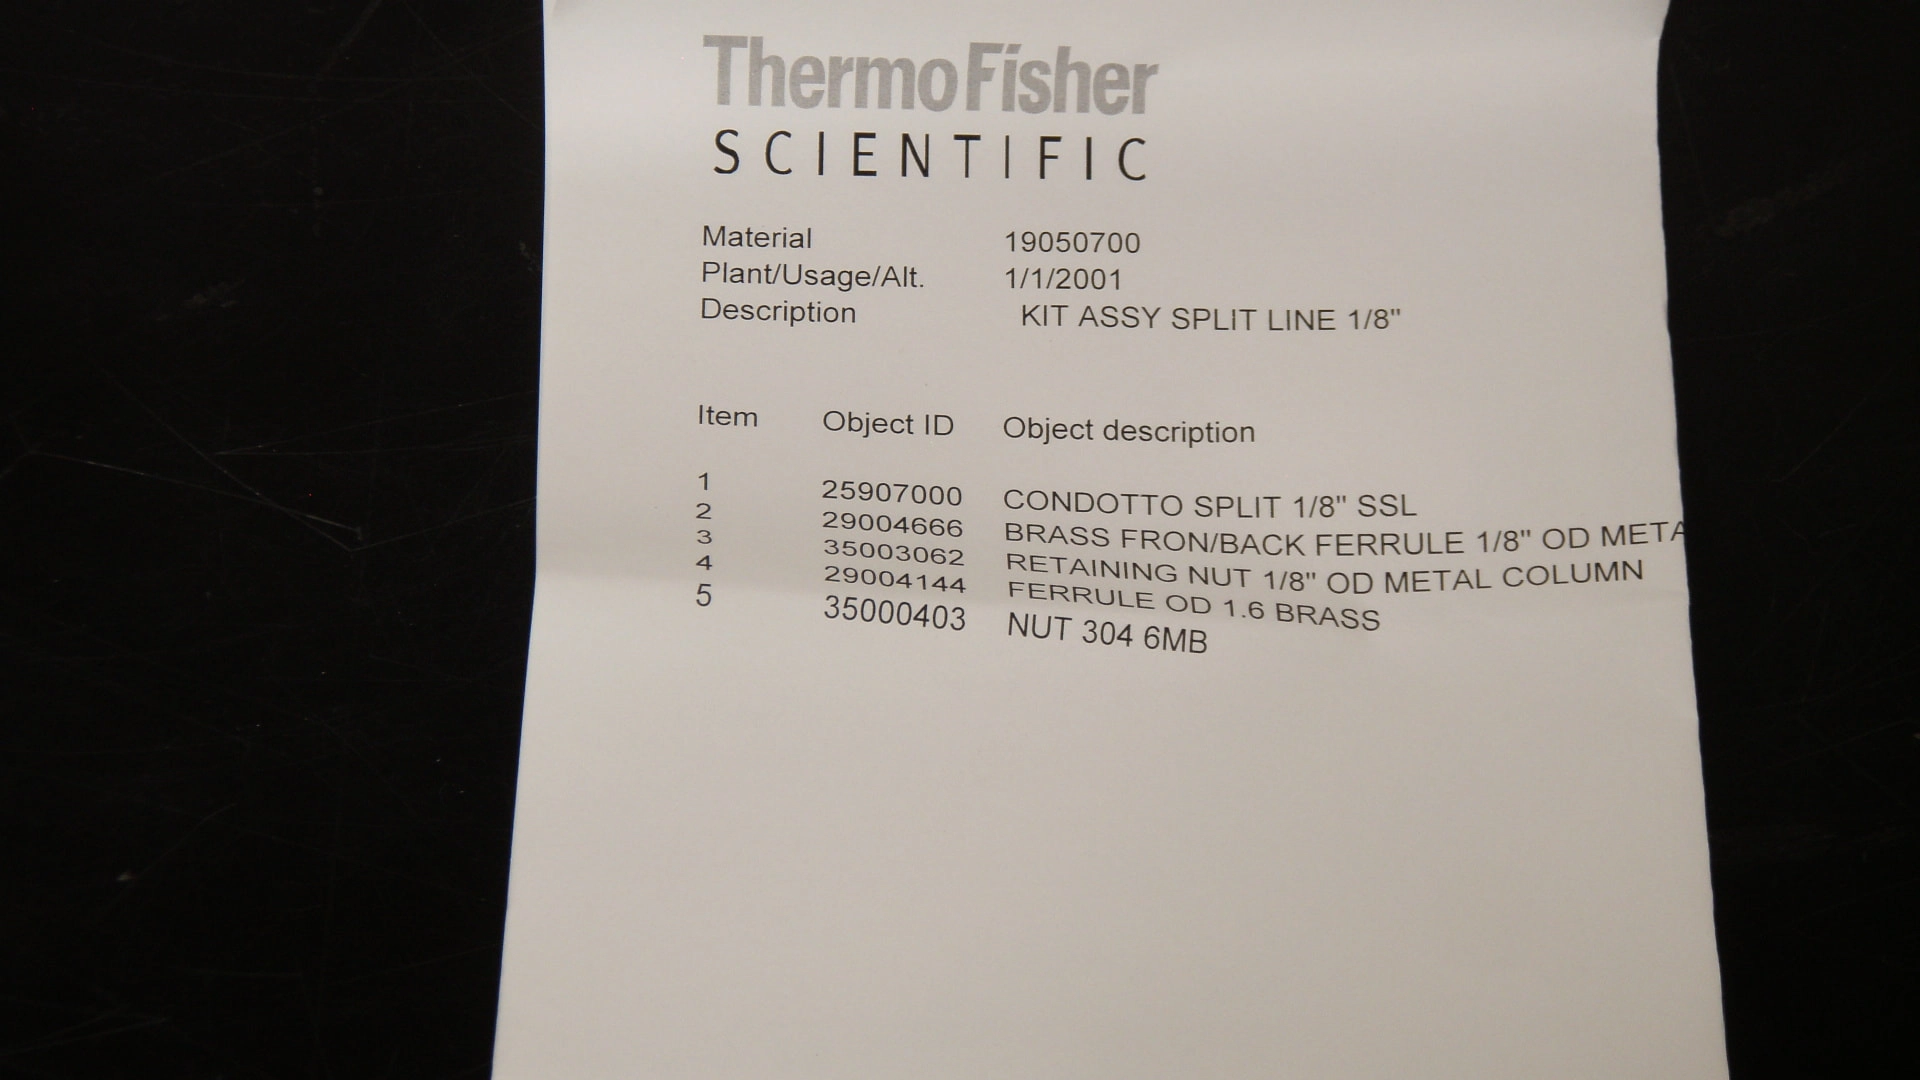 ThermoFisher
SCIENTIFIC
Material 19050700
Plant/Usage/Alt. 1/1/2001
Description KIT ASSY SPLIT LINE 1/8"
Item Object ID Object description
1 25907000 CONDOTTO SPLIT 1/8" SSL
2 29004666 BRASS FRON/BACK FERRULE 1/8" OD META
3 35003062 RETAINING NUT 1/8" OD METAL COLUMN
4 29004144 FERRULE OD 1.6 BRASS
5 35000403 NUT 304 6MB